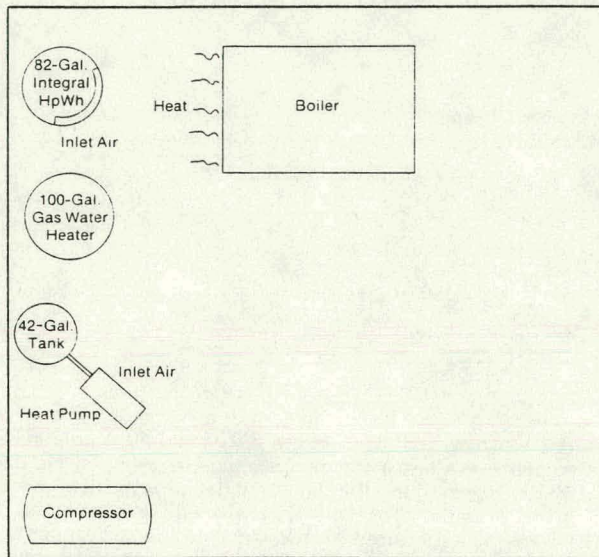 82-Gal.
Integral
HpWh
Inlet Air
Heat
Boiler
100-Gal.
Gas Water
Heater
42-Gal.
Tank
Inlet Air
Heat Pump
Compressor